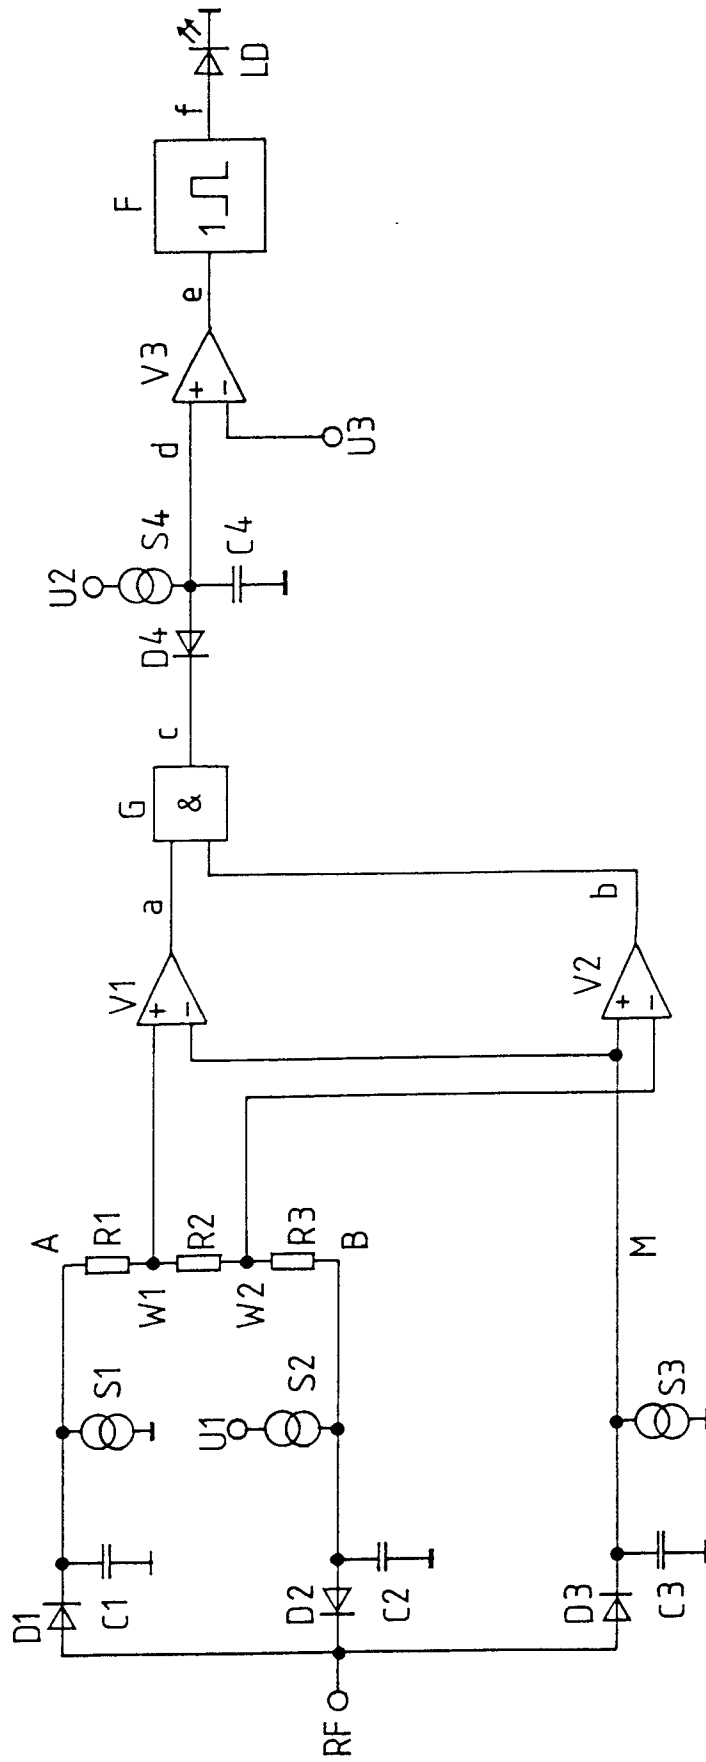 RF
D1
C1
S1
A
R1
W1
R2
W2
R3
B
U1
S2
D2
C2
D3
C3
S3
M
V1
+
−
V2
+
−
a
b
G
&
c
D4
U2
S4
C4
d
V3
+
−
U3
e
F
1
f
LD